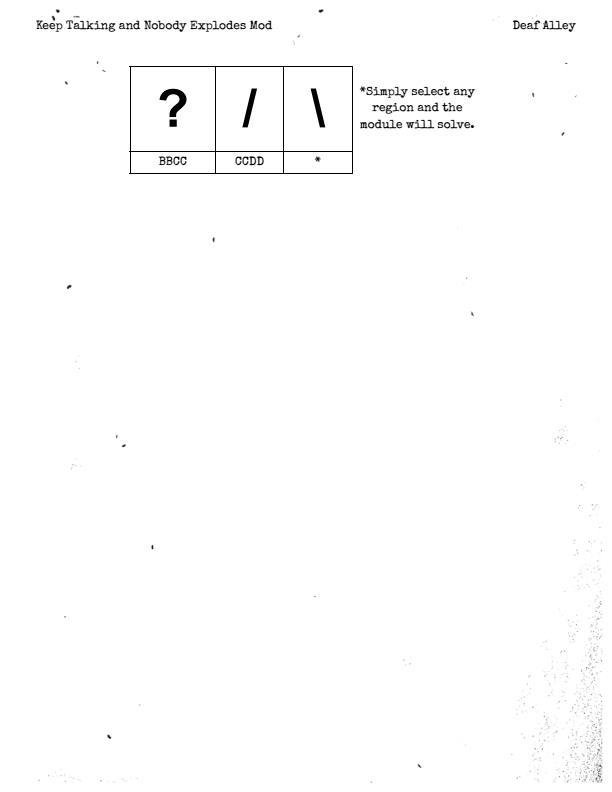 Keep Talking and Nobody Explodes Mod
Deaf Alley
? / \
BBCC CCDD *
*Simply select any
region and the
module will solve.